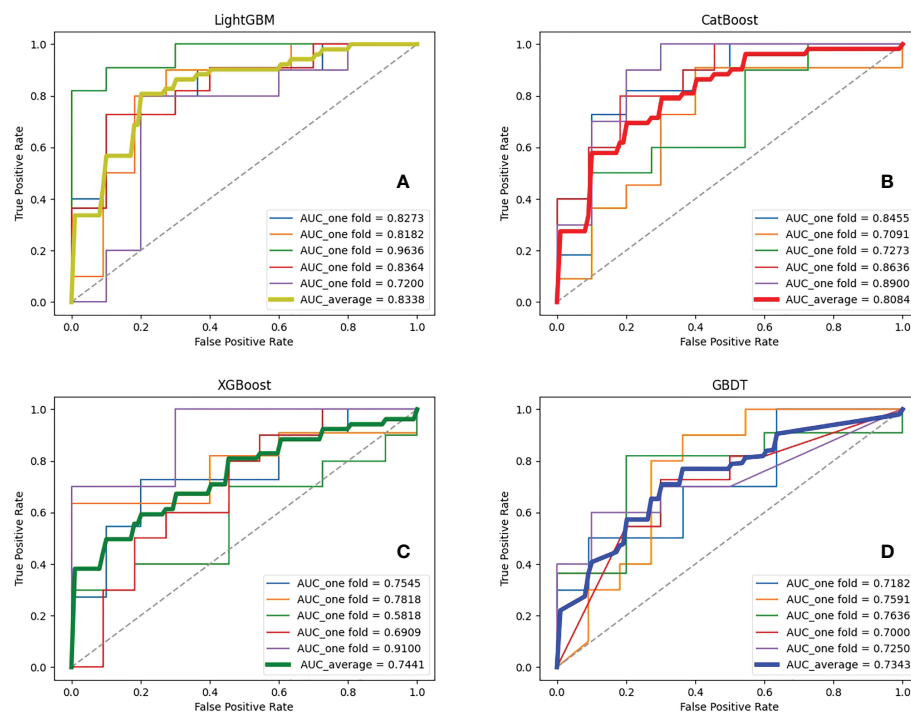 LightGBM
1.0
0.8
0.6
0.4
0.2
0.0
True Positive Rate
A
AUC_one fold = 0.8273
AUC_one fold = 0.8182
AUC_one fold = 0.9636
AUC_one fold = 0.8364
AUC_one fold = 0.7200
AUC_average = 0.8338
0.0 0.2 0.4 0.6 0.8 1.0
False Positive Rate
CatBoost
1.0
0.8
0.6
0.4
0.2
0.0
True Positive Rate
B
AUC_one fold = 0.8455
AUC_one fold = 0.7091
AUC_one fold = 0.7273
AUC_one fold = 0.8636
AUC_one fold = 0.8900
AUC_average = 0.8084
0.0 0.2 0.4 0.6 0.8 1.0
False Positive Rate
XGBoost
1.0
0.8
0.6
0.4
0.2
0.0
True Positive Rate
C
AUC_one fold = 0.7545
AUC_one fold = 0.7818
AUC_one fold = 0.5818
AUC_one fold = 0.6909
AUC_one fold = 0.9100
AUC_average = 0.7441
0.0 0.2 0.4 0.6 0.8 1.0
False Positive Rate
GBDT
1.0
0.8
0.6
0.4
0.2
0.0
True Positive Rate
D
AUC_one fold = 0.7182
AUC_one fold = 0.7591
AUC_one fold = 0.7636
AUC_one fold = 0.7000
AUC_one fold = 0.7250
AUC_average = 0.7343
0.0 0.2 0.4 0.6 0.8 1.0
False Positive Rate